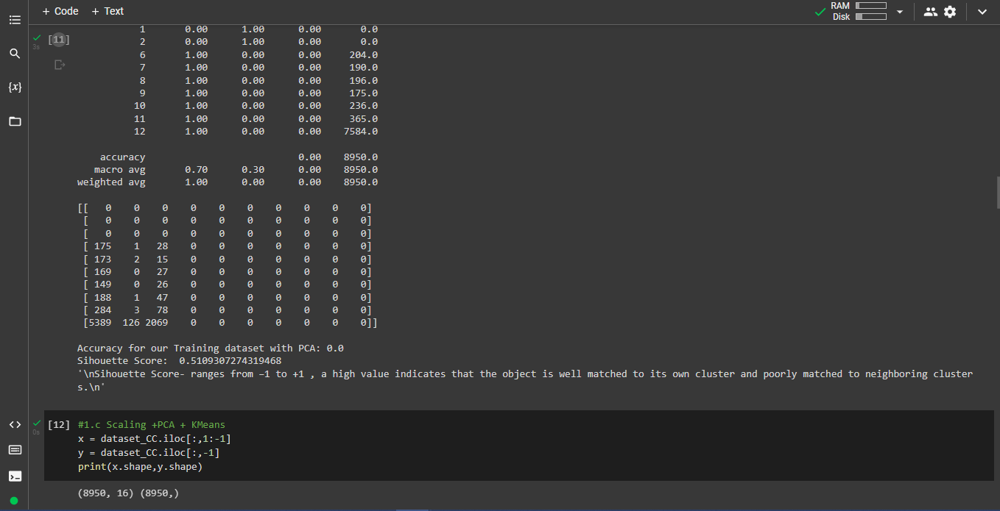 + Code + Text
RAM
Disk
3s
[11]
1 0.00 1.00 0.00 0.0
2 0.00 1.00 0.00 0.0
6 1.00 0.00 0.00 204.0
7 1.00 0.00 0.00 190.0
8 1.00 0.00 0.00 196.0
9 1.00 0.00 0.00 175.0
10 1.00 0.00 0.00 236.0
11 1.00 0.00 0.00 365.0
12 1.00 0.00 0.00 7584.0
accuracy 0.00 8950.0
macro avg 0.70 0.30 0.00 8950.0
weighted avg 1.00 0.00 0.00 8950.0
[[ 0 0 0 0 0 0 0 0 0 0]
[ 0 0 0 0 0 0 0 0 0 0]
[ 0 0 0 0 0 0 0 0 0 0]
[ 175 1 28 0 0 0 0 0 0 0]
[ 173 2 15 0 0 0 0 0 0 0]
[ 169 0 27 0 0 0 0 0 0 0]
[ 149 0 26 0 0 0 0 0 0 0]
[ 188 1 47 0 0 0 0 0 0 0]
[ 284 3 78 0 0 0 0 0 0 0]
[5389 126 2069 0 0 0 0 0 0 0]]
Accuracy for our Training dataset with PCA: 0.0
Sihouette Score:  0.5109307274319468
'\nSihouette Score- ranges from −1 to +1 , a high value indicates that the object is well matched to its own cluster and poorly matched to neighboring cluster
s.\n'
0s
[12] #1.c Scaling +PCA + KMeans
x = dataset_CC.iloc[:,1:-1]
y = dataset_CC.iloc[:,-1]
print(x.shape,y.shape)
(8950, 16) (8950,)
{x}